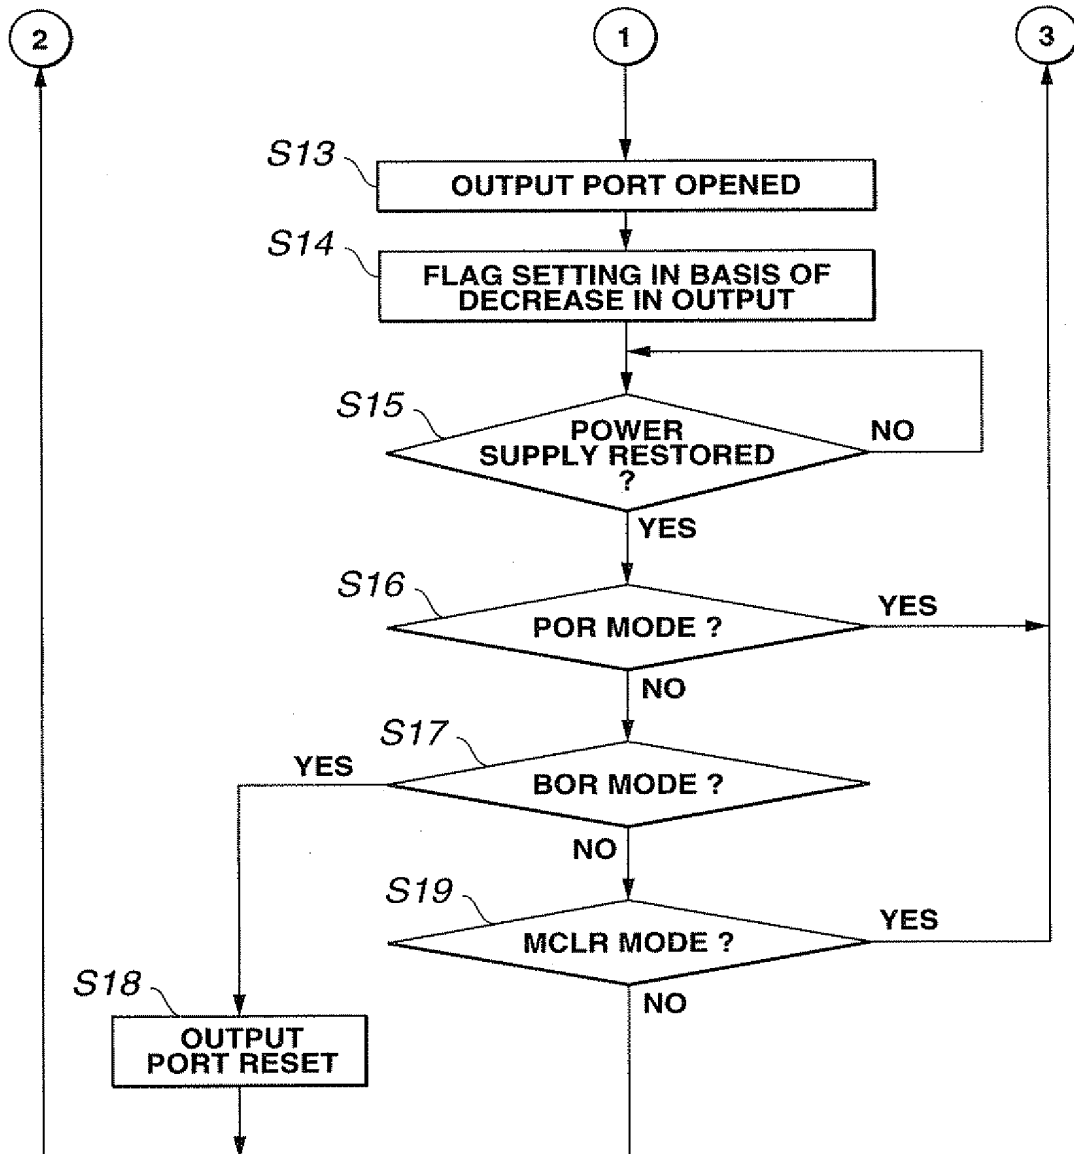 2
1
3
S13
OUTPUT PORT OPENED
S14
FLAG SETTING IN BASIS OF
DECREASE IN OUTPUT
S15
POWER
SUPPLY RESTORED
?
NO
YES
S16
POR MODE ?
YES
NO
S17
YES
BOR MODE ?
NO
S19
MCLR MODE ?
YES
NO
S18
OUTPUT
PORT RESET